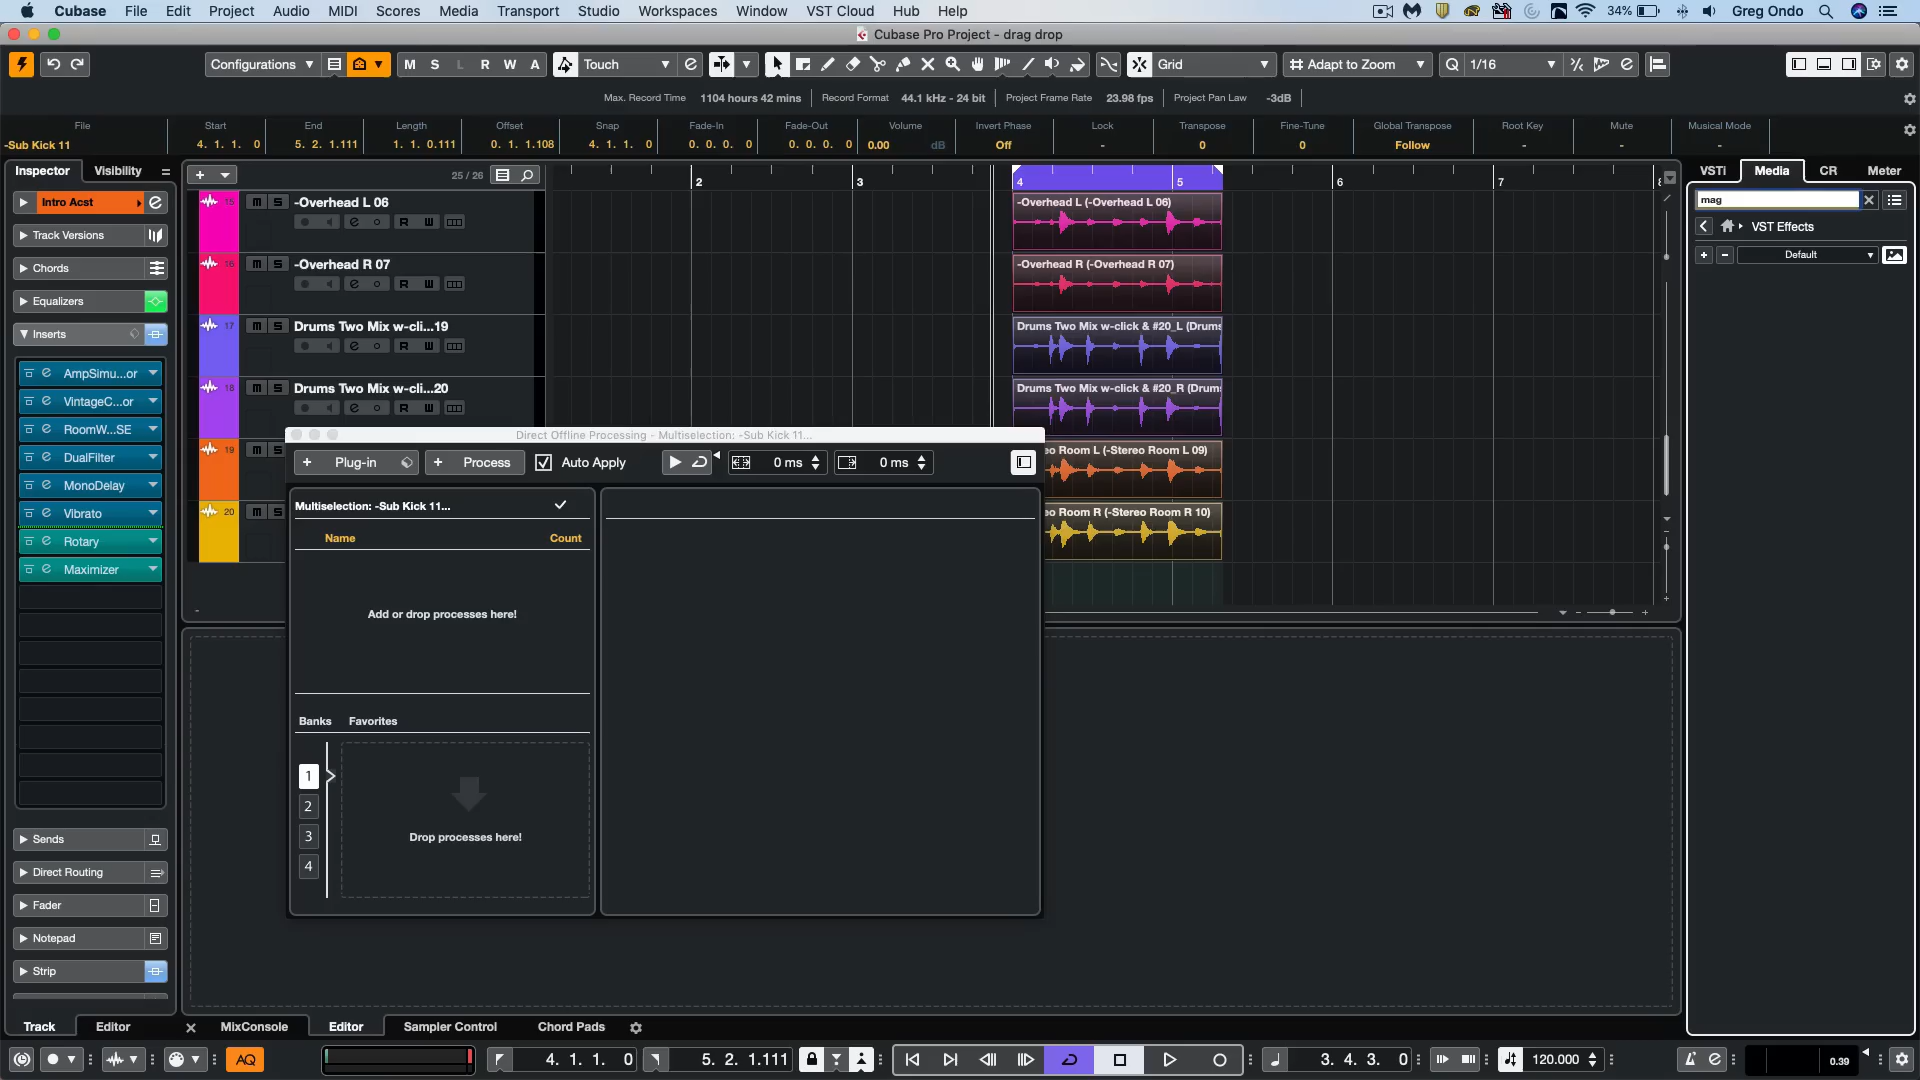 Cubase File Edit Project Audio MIDI Scores Media Transport Studio Workspaces Window VST Cloud Hub Help 34% Greg Ondo
Cubase Pro Project - drag drop
Configurations M S L R W A Touch Grid Adapt to Zoom Q 1/16
Max. Record Time 1104 hours 42 mins Record Format 44.1 kHz - 24 bit Project Frame Rate 23.98 fps Project Pan Law -3dB
File Start End Length Offset Snap Fade-In Fade-Out Volume Invert Phase Lock Transpose Fine-Tune Global Transpose Root Key Mute Musical Mode
-Sub Kick 11 4. 1. 1. 0 5. 2. 1.111 1. 1. 0.111 0. 1. 1.108 4. 1. 1. 0 0. 0. 0. 0 0. 0. 0. 0 0.00 dB Off - 0 0 Follow - - -
Inspector Visibility
25 / 26
2 3 4 5 6 7 8
VSTi Media CR Meter
Intro Acst
mag
Track Versions
VST Effects
Chords
Default
Equalizers
Inserts
AmpSimu...or
VintageC...or
RoomW...SE
DualFilter
MonoDelay
Vibrato
Rotary
Maximizer
Sends
Direct Routing
Fader
Notepad
Strip
15 m S -Overhead L 06
R W
-Overhead L (-Overhead L 06)
16 m S -Overhead R 07
R W
-Overhead R (-Overhead R 07)
17 m S Drums Two Mix w-cli...19
R W
Drums Two Mix w-click & #20_L (Drums
18 m S Drums Two Mix w-cli...20
R W
Drums Two Mix w-click & #20_R (Drums
19 m S
eo Room L (-Stereo Room L 09)
20 m S
eo Room R (-Stereo Room R 10)
Direct Offline Processing - Multiselection: -Sub Kick 11...
+ Plug-in + Process Auto Apply 0 ms 0 ms
Multiselection: -Sub Kick 11...
Name Count
Add or drop processes here!
Banks Favorites
1
2
3
4
Drop processes here!
Track Editor MixConsole Editor Sampler Control Chord Pads
AQ 4. 1. 1. 0 5. 2. 1.111 3. 4. 3. 0 120.000 0.39